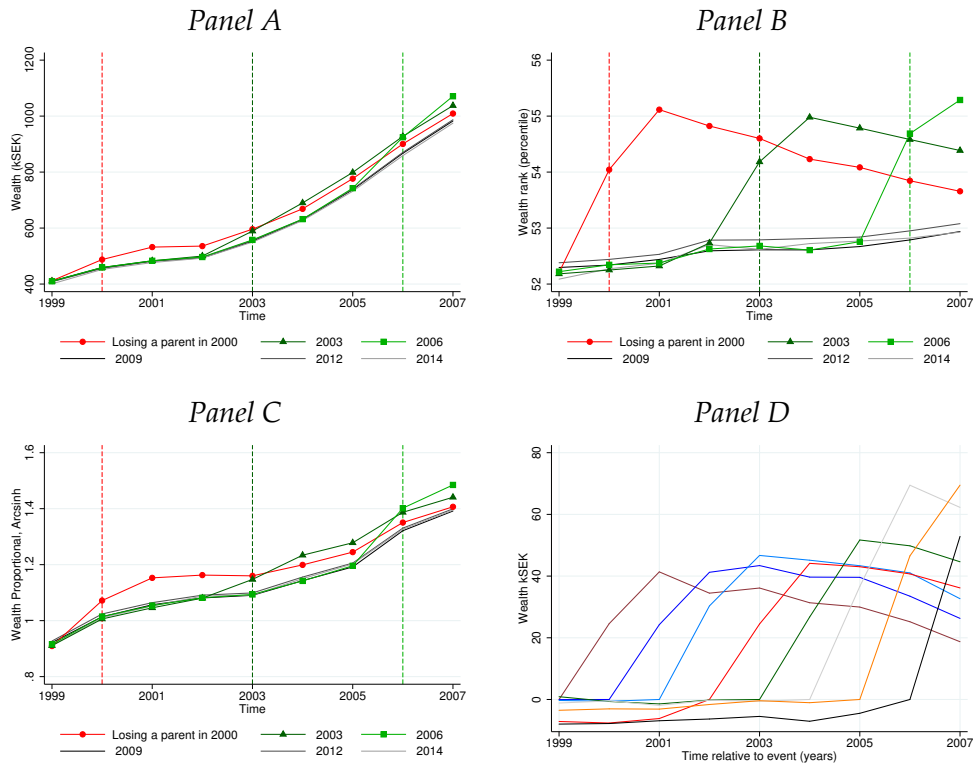 Panel A
Wealth (kSEK)
1200
1000
800
600
400
1999 2001 2003 2005 2007
Time
Losing a parent in 2000 2003 2006
2009 2012 2014
Panel B
Wealth rank (percentile)
56
55
54
53
52
1999 2001 2003 2005 2007
Time
Losing a parent in 2000 2003 2006
2009 2012 2014
Panel C
Wealth Proportional, Arcsinh
1.6
1.4
1.2
1
.8
1999 2001 2003 2005 2007
Time
Losing a parent in 2000 2003 2006
2009 2012 2014
Panel D
Wealth kSEK
80
60
40
20
0
1999 2001 2003 2005 2007
Time relative to event (years)